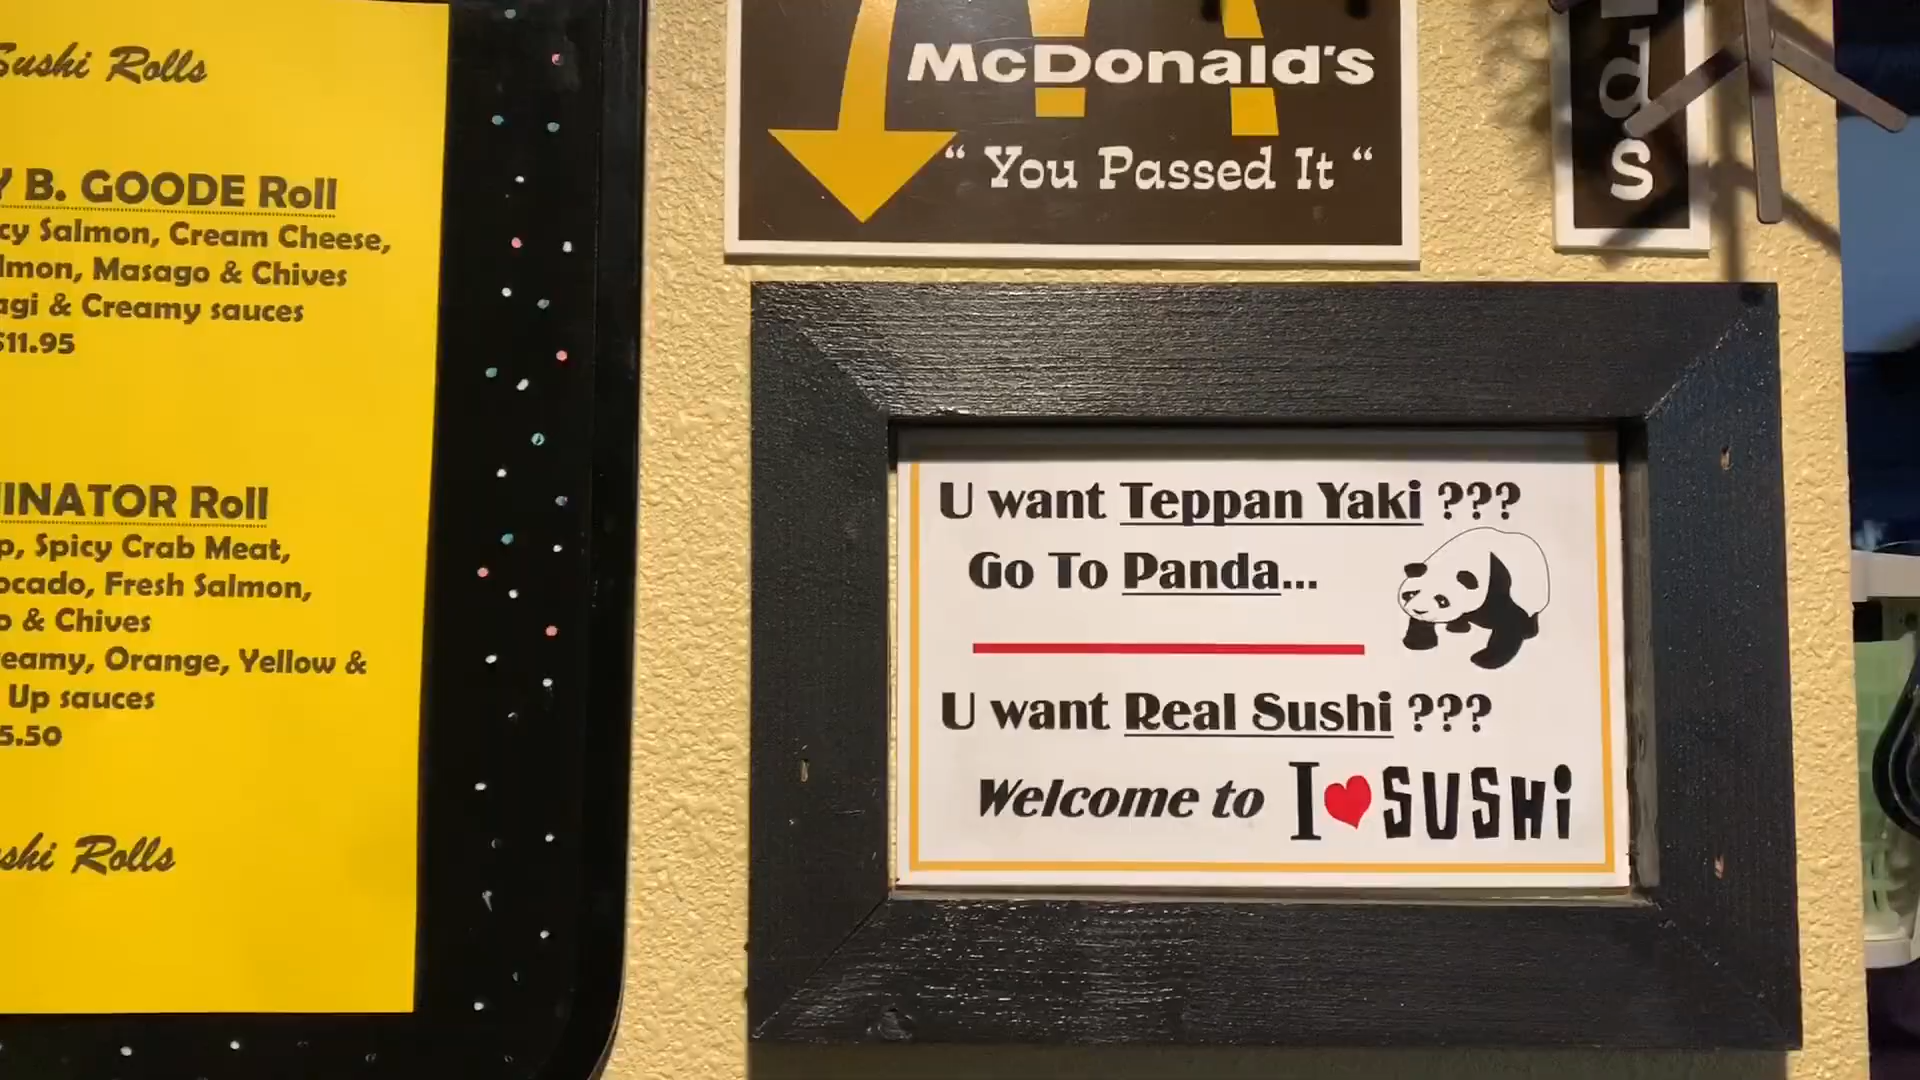 Sushi Rolls
Y B. GOODE Roll
cy Salmon, Cream Cheese,
lmon, Masago & Chives
agi & Creamy sauces
$11.95
INATOR Roll
p, Spicy Crab Meat,
ocado, Fresh Salmon,
o & Chives
eamy, Orange, Yellow &
Up sauces
5.50
shi Rolls
McDonald's
“ You Passed It “
ds
U want Teppan Yaki ???
Go To Panda...
U want Real Sushi ???
Welcome to I ❤ SUSHi